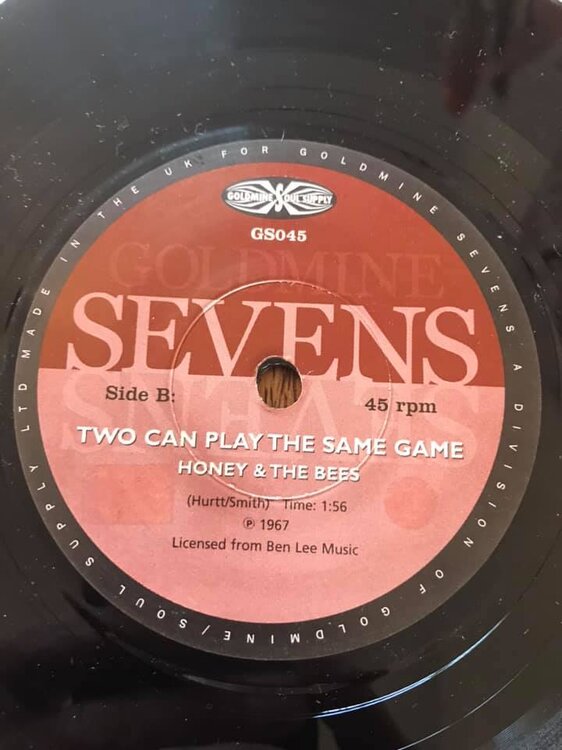 GOLDMINE SOUL SUPPLY
GS045
GOLDMINE
SEVENS
Side B:
45 rpm
TWO CAN PLAY THE SAME GAME
HONEY & THE BEES
(Hurtt/Smith) Time: 1:56
℗ 1967
Licensed from Ben Lee Music
MADE IN THE UK FOR GOLDMINE SEVENS A DIVISION OF GOLDMINE/SOUL SUPPLY LTD